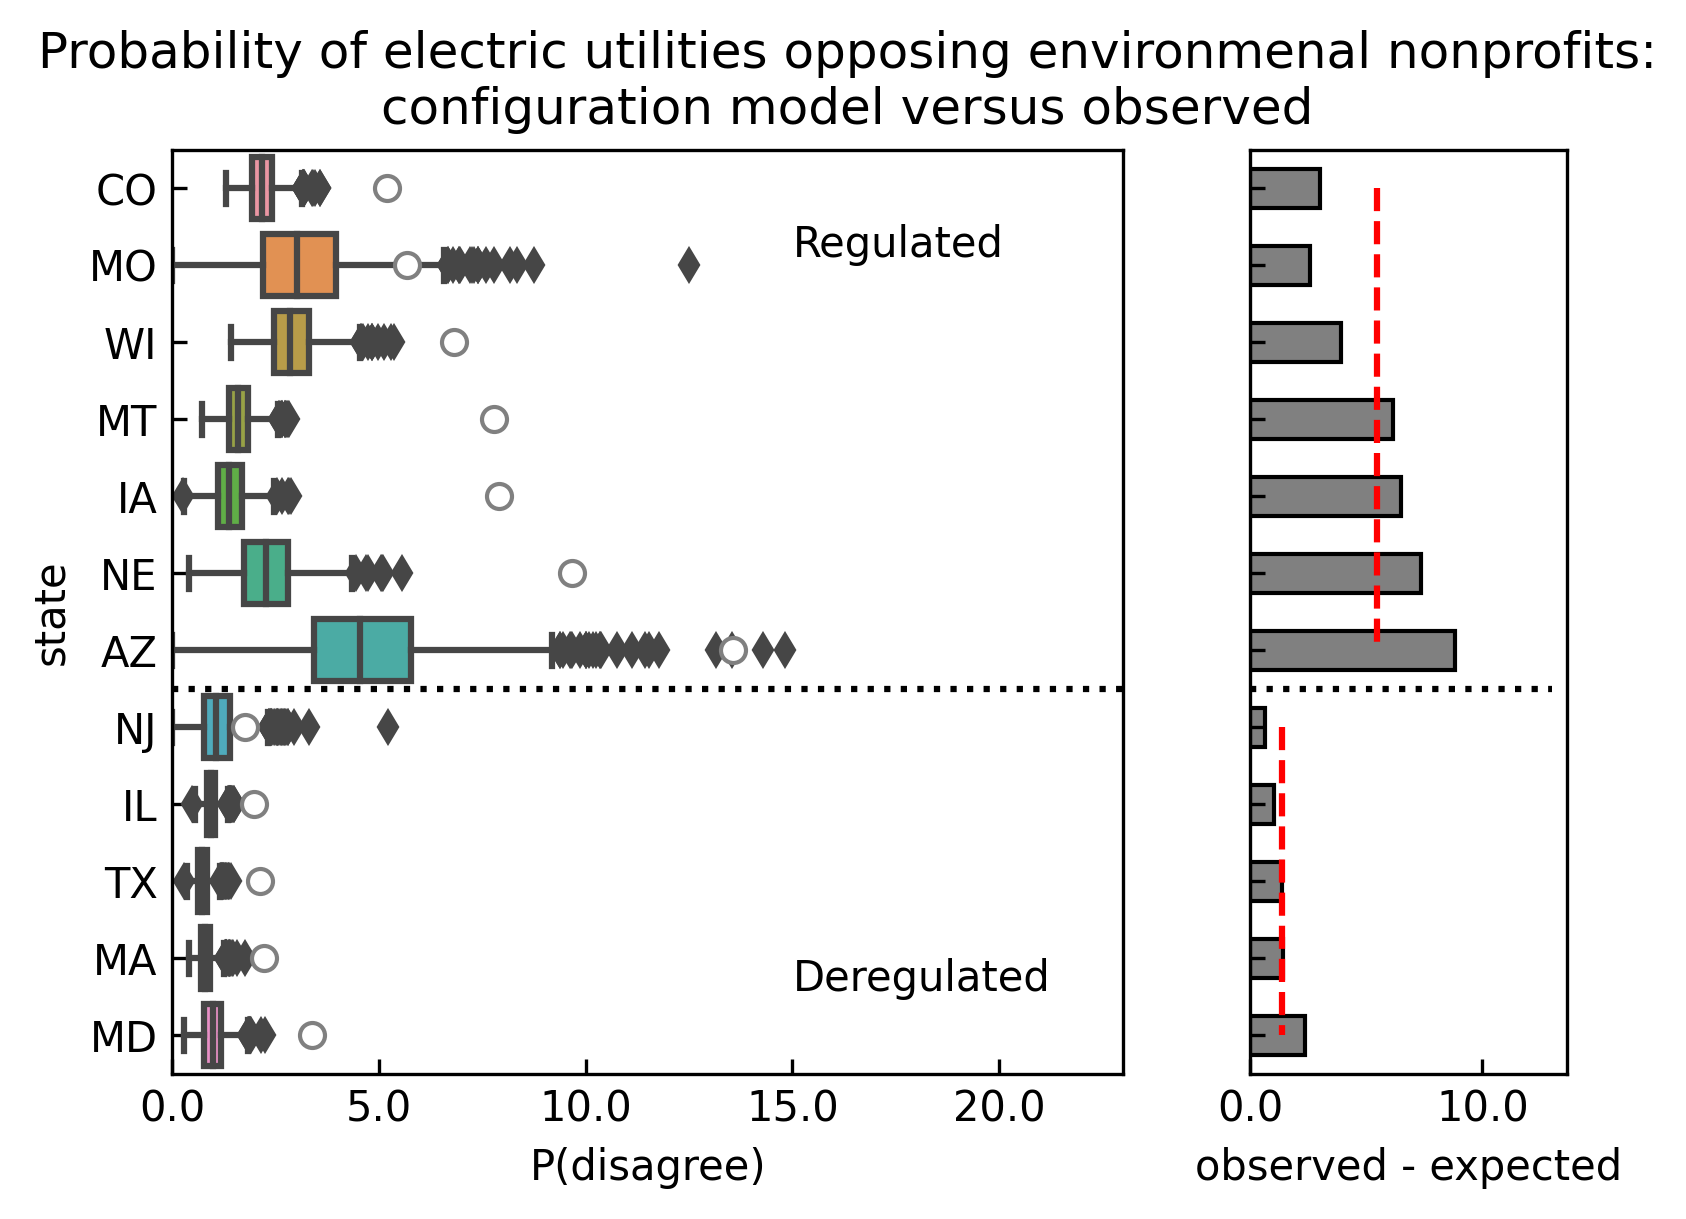 Probability of electric utilities opposing environmenal nonprofits:
configuration model versus observed
CO
MO
WI
MT
IA
NE
AZ
NJ
IL
TX
MA
MD
state
Regulated
Deregulated
0.0 5.0 10.0 15.0 20.0
P(disagree)
0.0 10.0
observed - expected